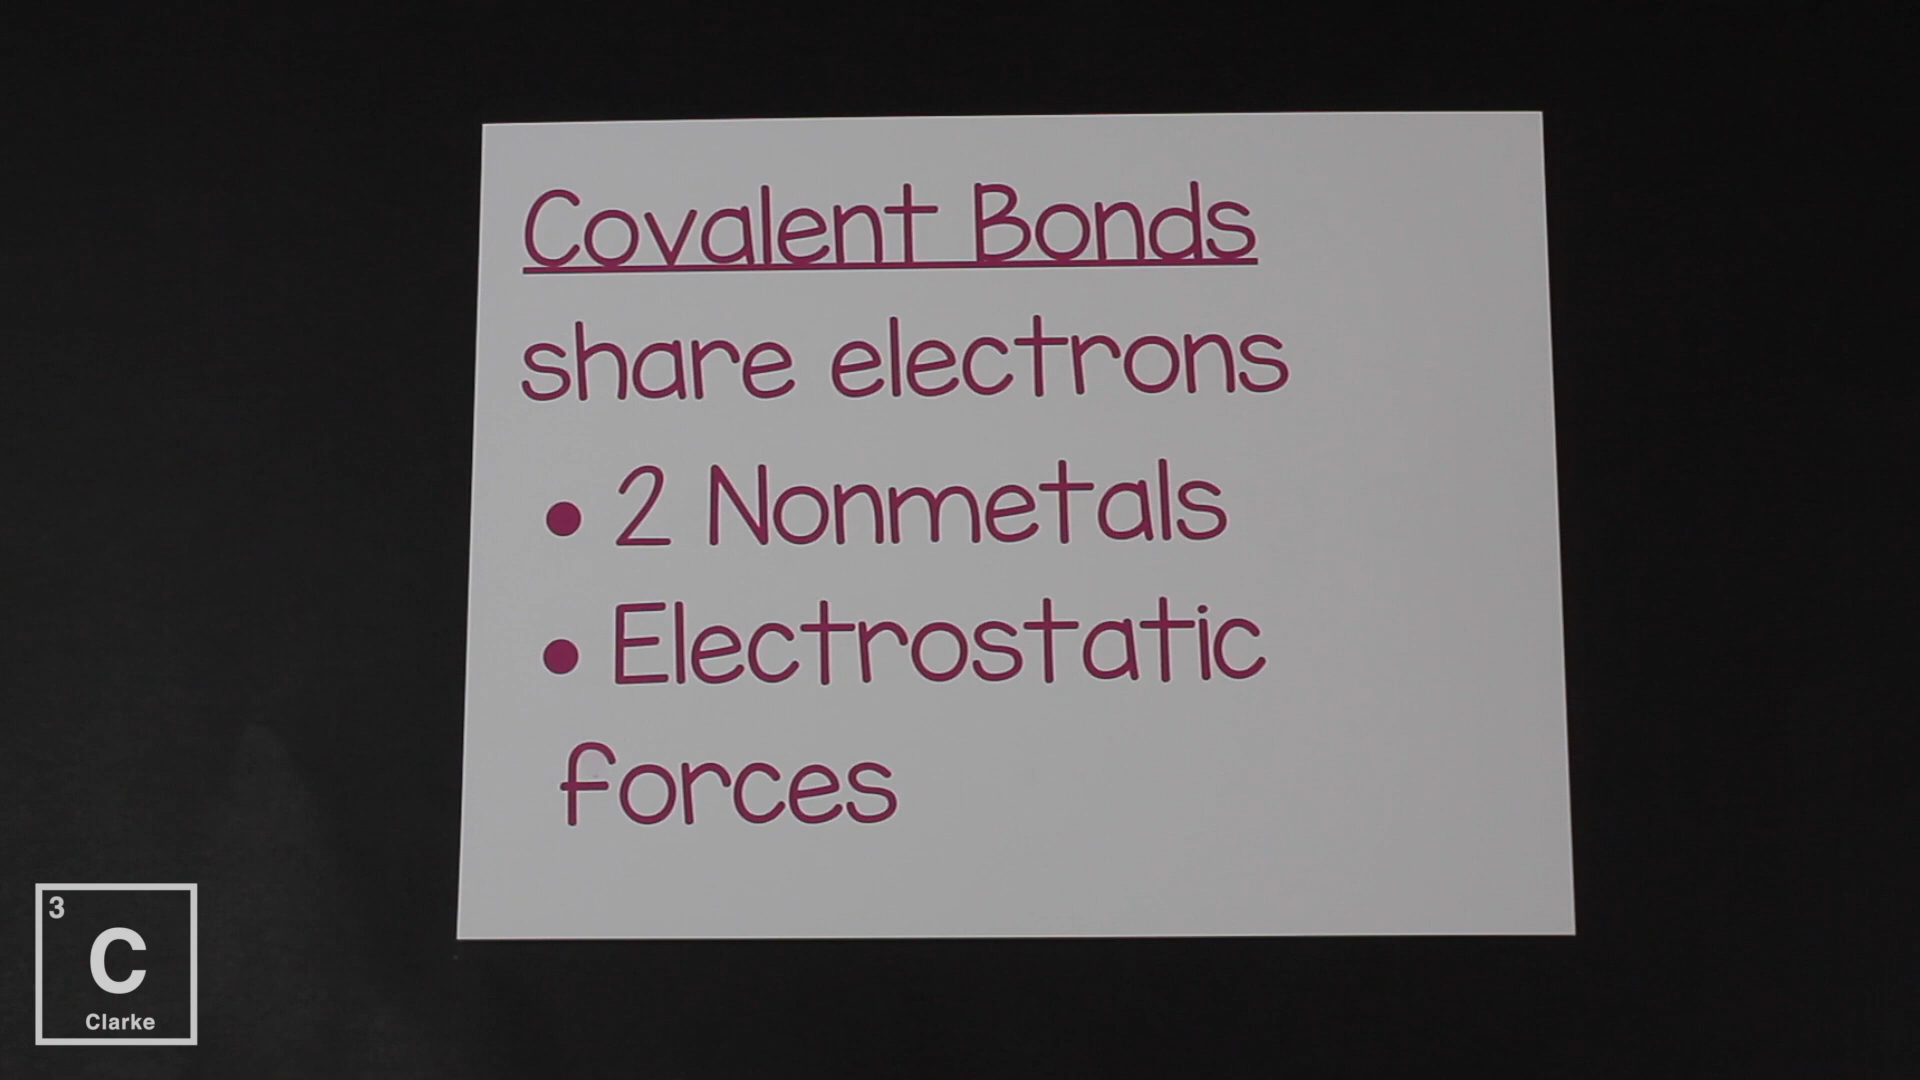 Covalent Bonds
share electrons
• 2 Nonmetals
• Electrostatic
forces
3
C
Clarke